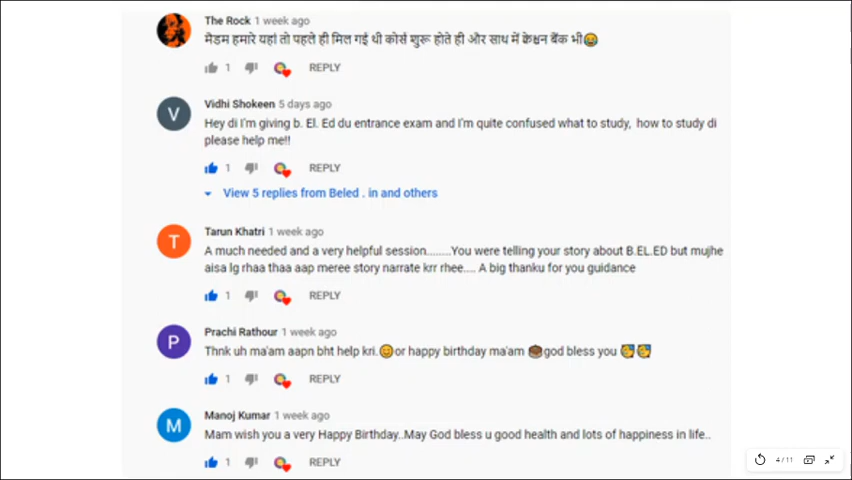 The Rock 1 week ago
मैडम हमारे यहां तो पहले ही मिल गई थी कोर्स शुरू होते ही और साथ में केश्चन बैंक भी😂
1 REPLY
Vidhi Shokeen 5 days ago
Hey di I'm giving b. El. Ed du entrance exam and I'm quite confused what to study, how to study di
please help me!!
1 REPLY
View 5 replies from Beled . in and others
Tarun Khatri 1 week ago
A much needed and a very helpful session........You were telling your story about B.EL.ED but mujhe
aisa lg rhaa thaa aap meree story narrate krr rhee.... A big thanku for you guidance
1 REPLY
Prachi Rathour 1 week ago
Thnk uh ma'am aapn bht help kri.😊or happy birthday ma'am 🎂god bless you 🥳🥳
1 REPLY
Manoj Kumar 1 week ago
Mam wish you a very Happy Birthday..May God bless u good health and lots of happiness in life..
1 REPLY
V
T
P
M
4/11